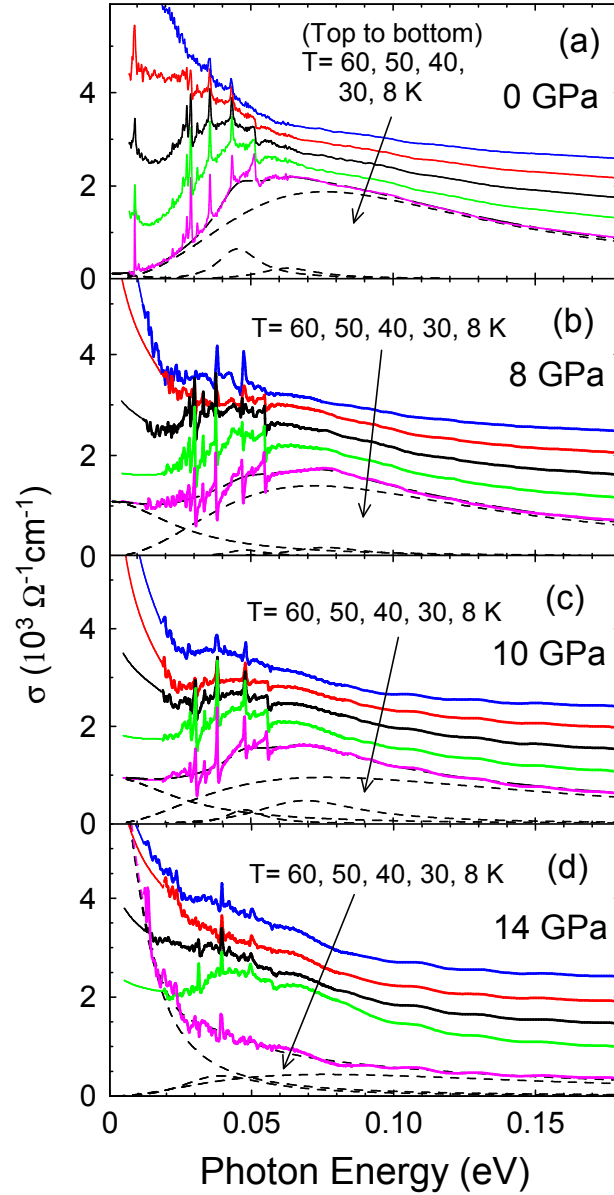 (Top to bottom)
(a)
T= 60, 50, 40,
30, 8 K
0 GPa
4
2
0
T= 60, 50, 40, 30, 8 K
(b)
8 GPa
4
2
0
T= 60, 50, 40, 30, 8 K
(c)
10 GPa
4
2
0
T= 60, 50, 40, 30, 8 K
(d)
14 GPa
4
2
0
σ (10³ Ω⁻¹cm⁻¹)
0 0.05 0.10 0.15
Photon Energy (eV)